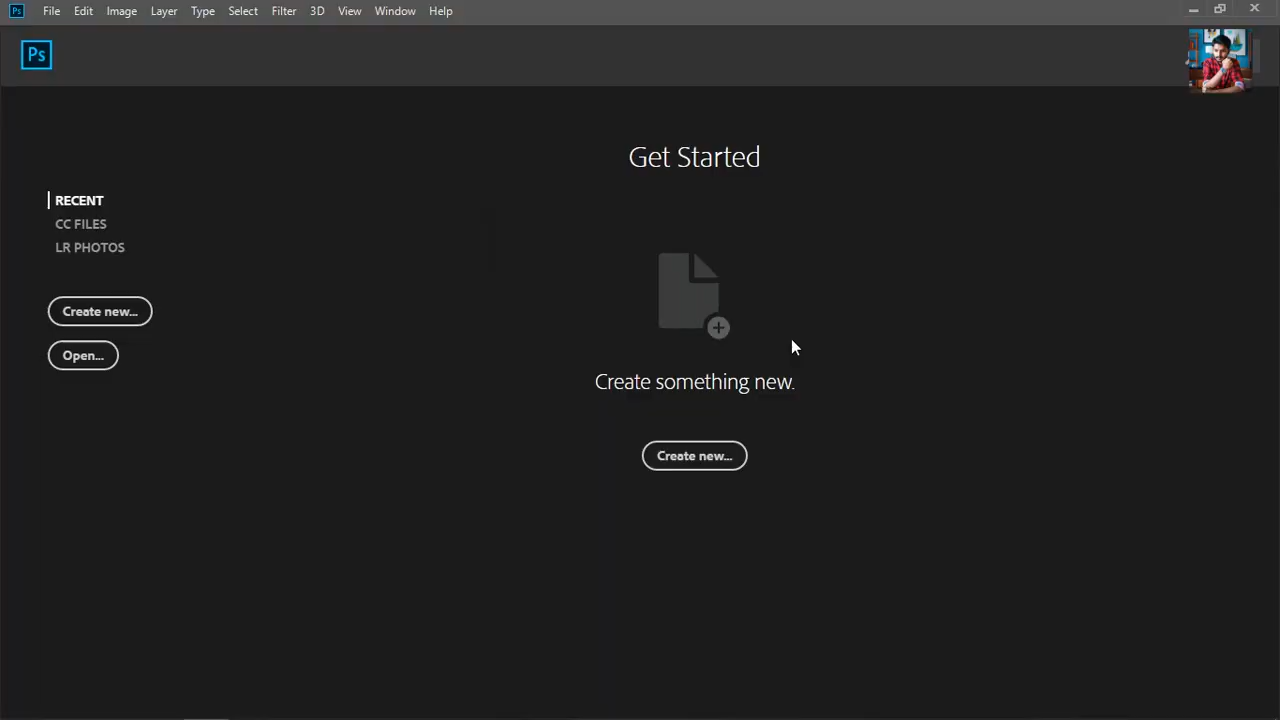 Ps File Edit Image Layer Type Select Filter 3D View Window Help
Ps
Get Started
RECENT
CC FILES
LR PHOTOS
Create new...
Open...
Create something new.
Create new...